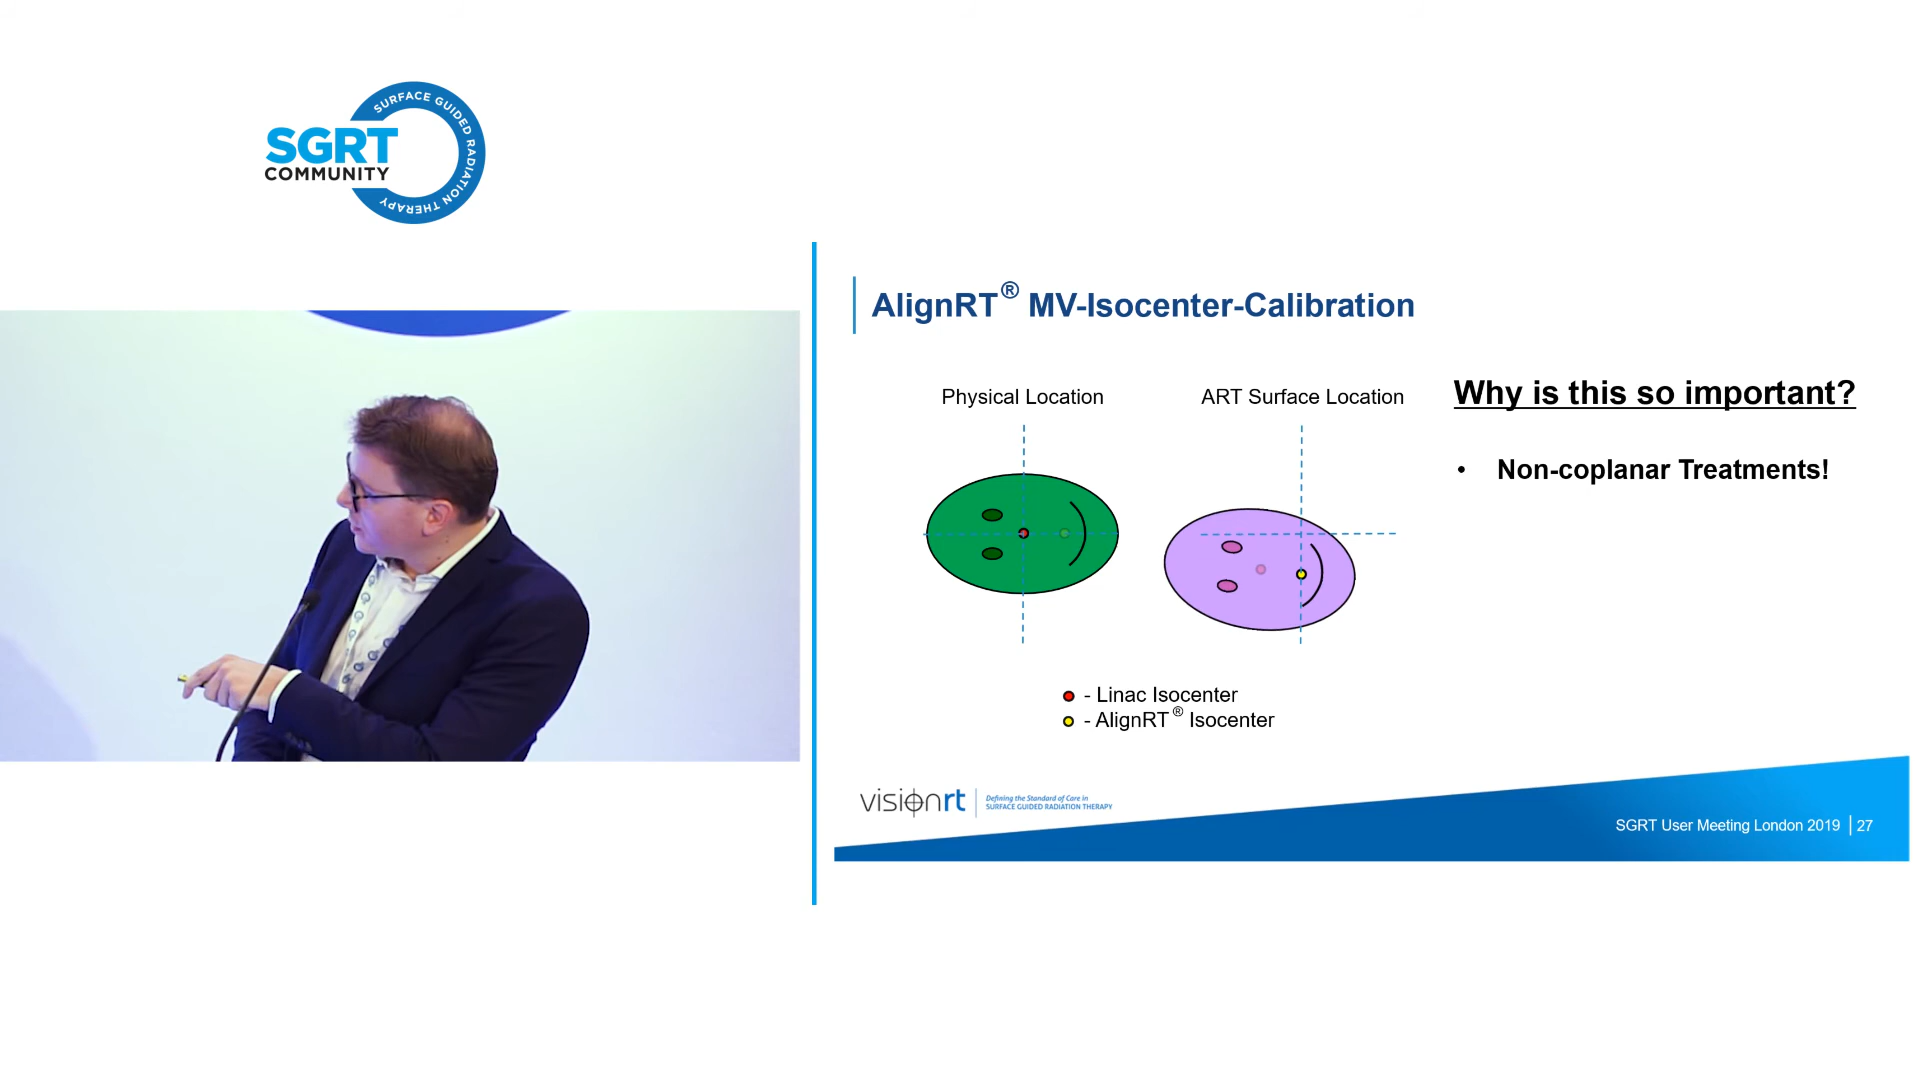 SURFACE GUIDED RADIATION THERAPY
SGRT
COMMUNITY
AlignRT® MV-Isocenter-Calibration
Physical Location
ART Surface Location
Why is this so important?
• Non-coplanar Treatments!
- Linac Isocenter
- AlignRT® Isocenter
visionrt
Defining the Standard of Care in
SURFACE GUIDED RADIATION THERAPY
SGRT User Meeting London 2019 | 27